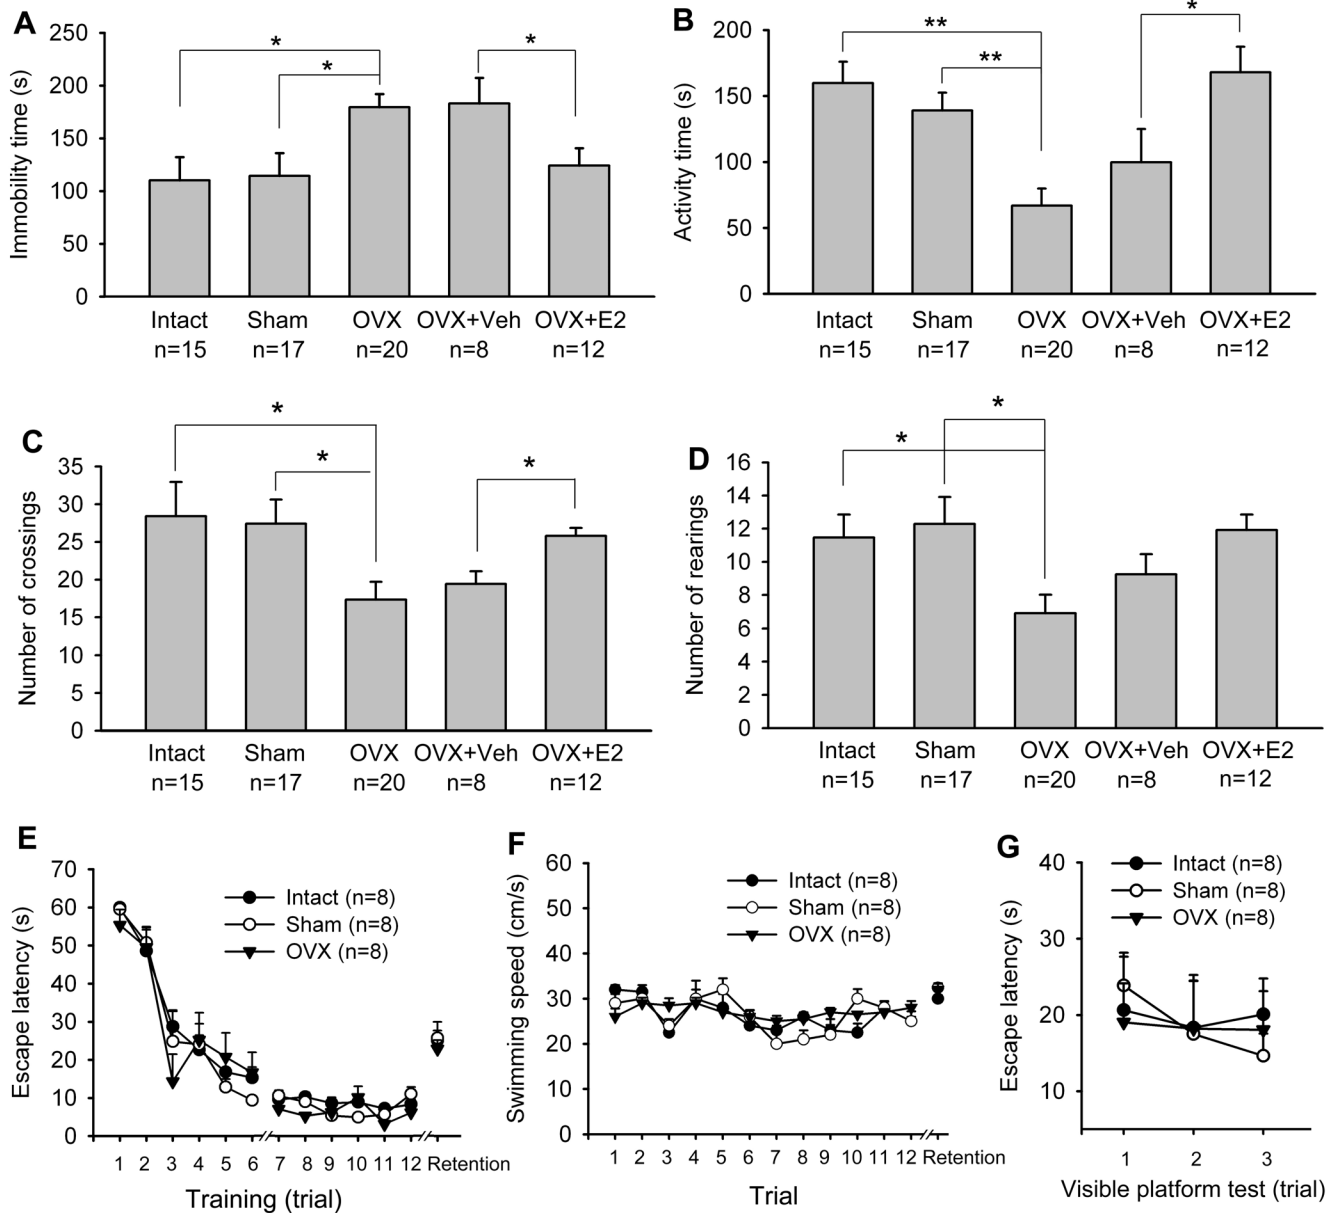 A
250
200
150
100
50
0
Immobility time (s)
*
*
*
Intact
n=15
Sham
n=17
OVX
n=20
OVX+Veh
n=8
OVX+E2
n=12
B
200
150
100
50
0
Activity time (s)
**
**
*
Intact
n=15
Sham
n=17
OVX
n=20
OVX+Veh
n=8
OVX+E2
n=12
C
35
30
25
20
15
10
5
0
Number of crossings
*
*
*
Intact
n=15
Sham
n=17
OVX
n=20
OVX+Veh
n=8
OVX+E2
n=12
D
16
14
12
10
8
6
4
2
0
Number of rearings
*
*
Intact
n=15
Sham
n=17
OVX
n=20
OVX+Veh
n=8
OVX+E2
n=12
E
70
60
50
40
30
20
10
0
Escape latency (s)
Intact (n=8)
Sham (n=8)
OVX (n=8)
1 2 3 4 5 6 7 8 9 10 11 12 Retention
Training (trial)
F
60
50
40
30
20
10
0
Swimming speed (cm/s)
Intact (n=8)
Sham (n=8)
OVX (n=8)
1 2 3 4 5 6 7 8 9 10 11 12 Retention
Trial
G
40
30
20
10
Escape latency (s)
Intact (n=8)
Sham (n=8)
OVX (n=8)
1 2 3
Visible platform test (trial)